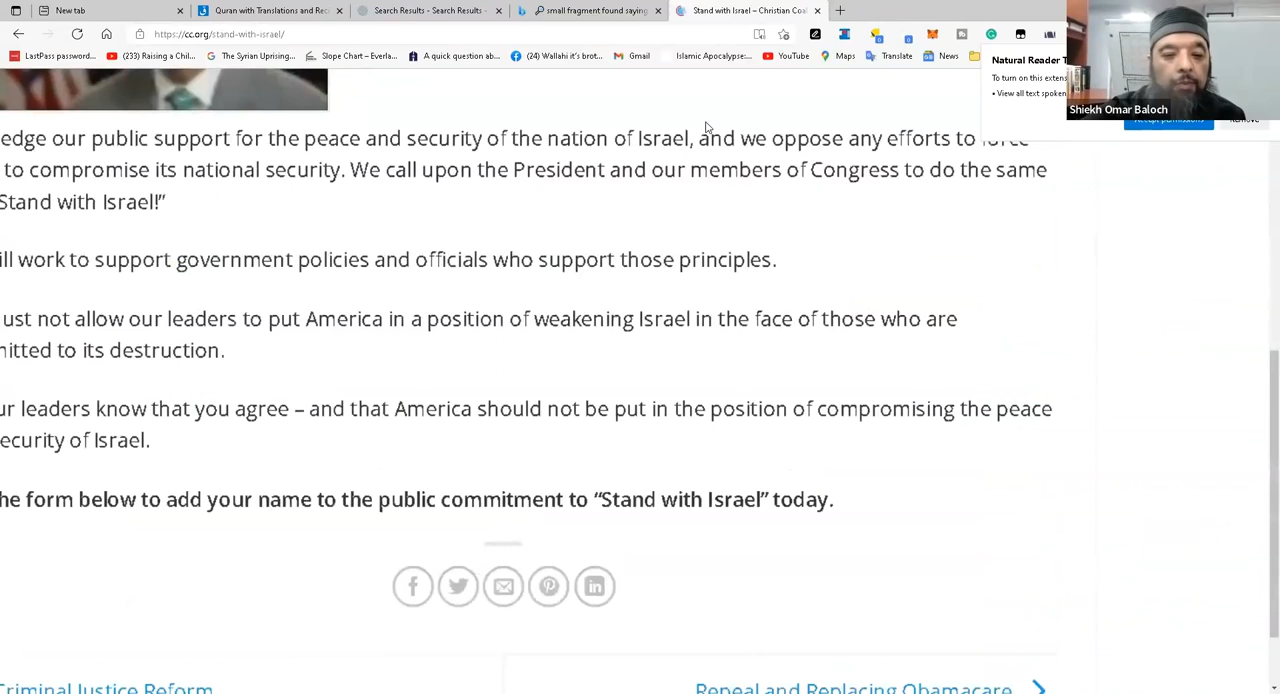 New tab
Quran with Translations and Rec
Search Results - Search Results -
small fragment found saying
Stand with Israel – Christian Coal
https://cc.org/stand-with-israel/
LastPass password...
(233) Raising a Chil...
The Syrian Uprising...
Slope Chart – Everla...
A quick question ab...
(24) Wallahi it's brot...
Gmail
Islamic Apocalypse:...
YouTube
Maps
Translate
News
Natural Reader T
To turn on this exten
• View all text spoken
Shiekh Omar Baloch
Accept permissions
Remove
edge our public support for the peace and security of the nation of Israel, and we oppose any efforts to force
to compromise its national security. We call upon the President and our members of Congress to do the same
Stand with Israel!”
ill work to support government policies and officials who support those principles.
ust not allow our leaders to put America in a position of weakening Israel in the face of those who are
nitted to its destruction.
ur leaders know that you agree – and that America should not be put in the position of compromising the peace
ecurity of Israel.
he form below to add your name to the public commitment to “Stand with Israel” today.
Criminal Justice Reform
Repeal and Replacing Obamacare